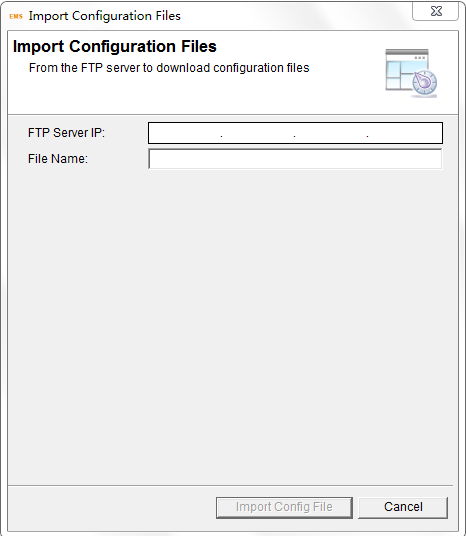 EMS Import Configuration Files
Import Configuration Files
From the FTP server to download configuration files
FTP Server IP: . . .
File Name:
Import Config File Cancel